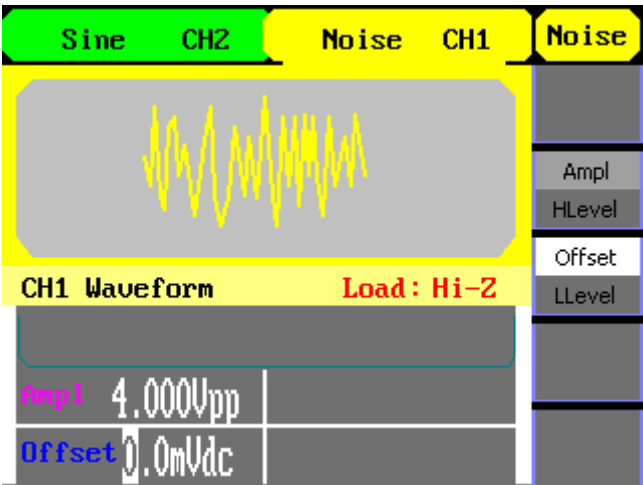 Sine CH2 Noise CH1 Noise
Ampl
HLevel
Offset
LLevel
CH1 Waveform Load: Hi-Z
Ampl 4.000Vpp
Offset 0.0mVdc